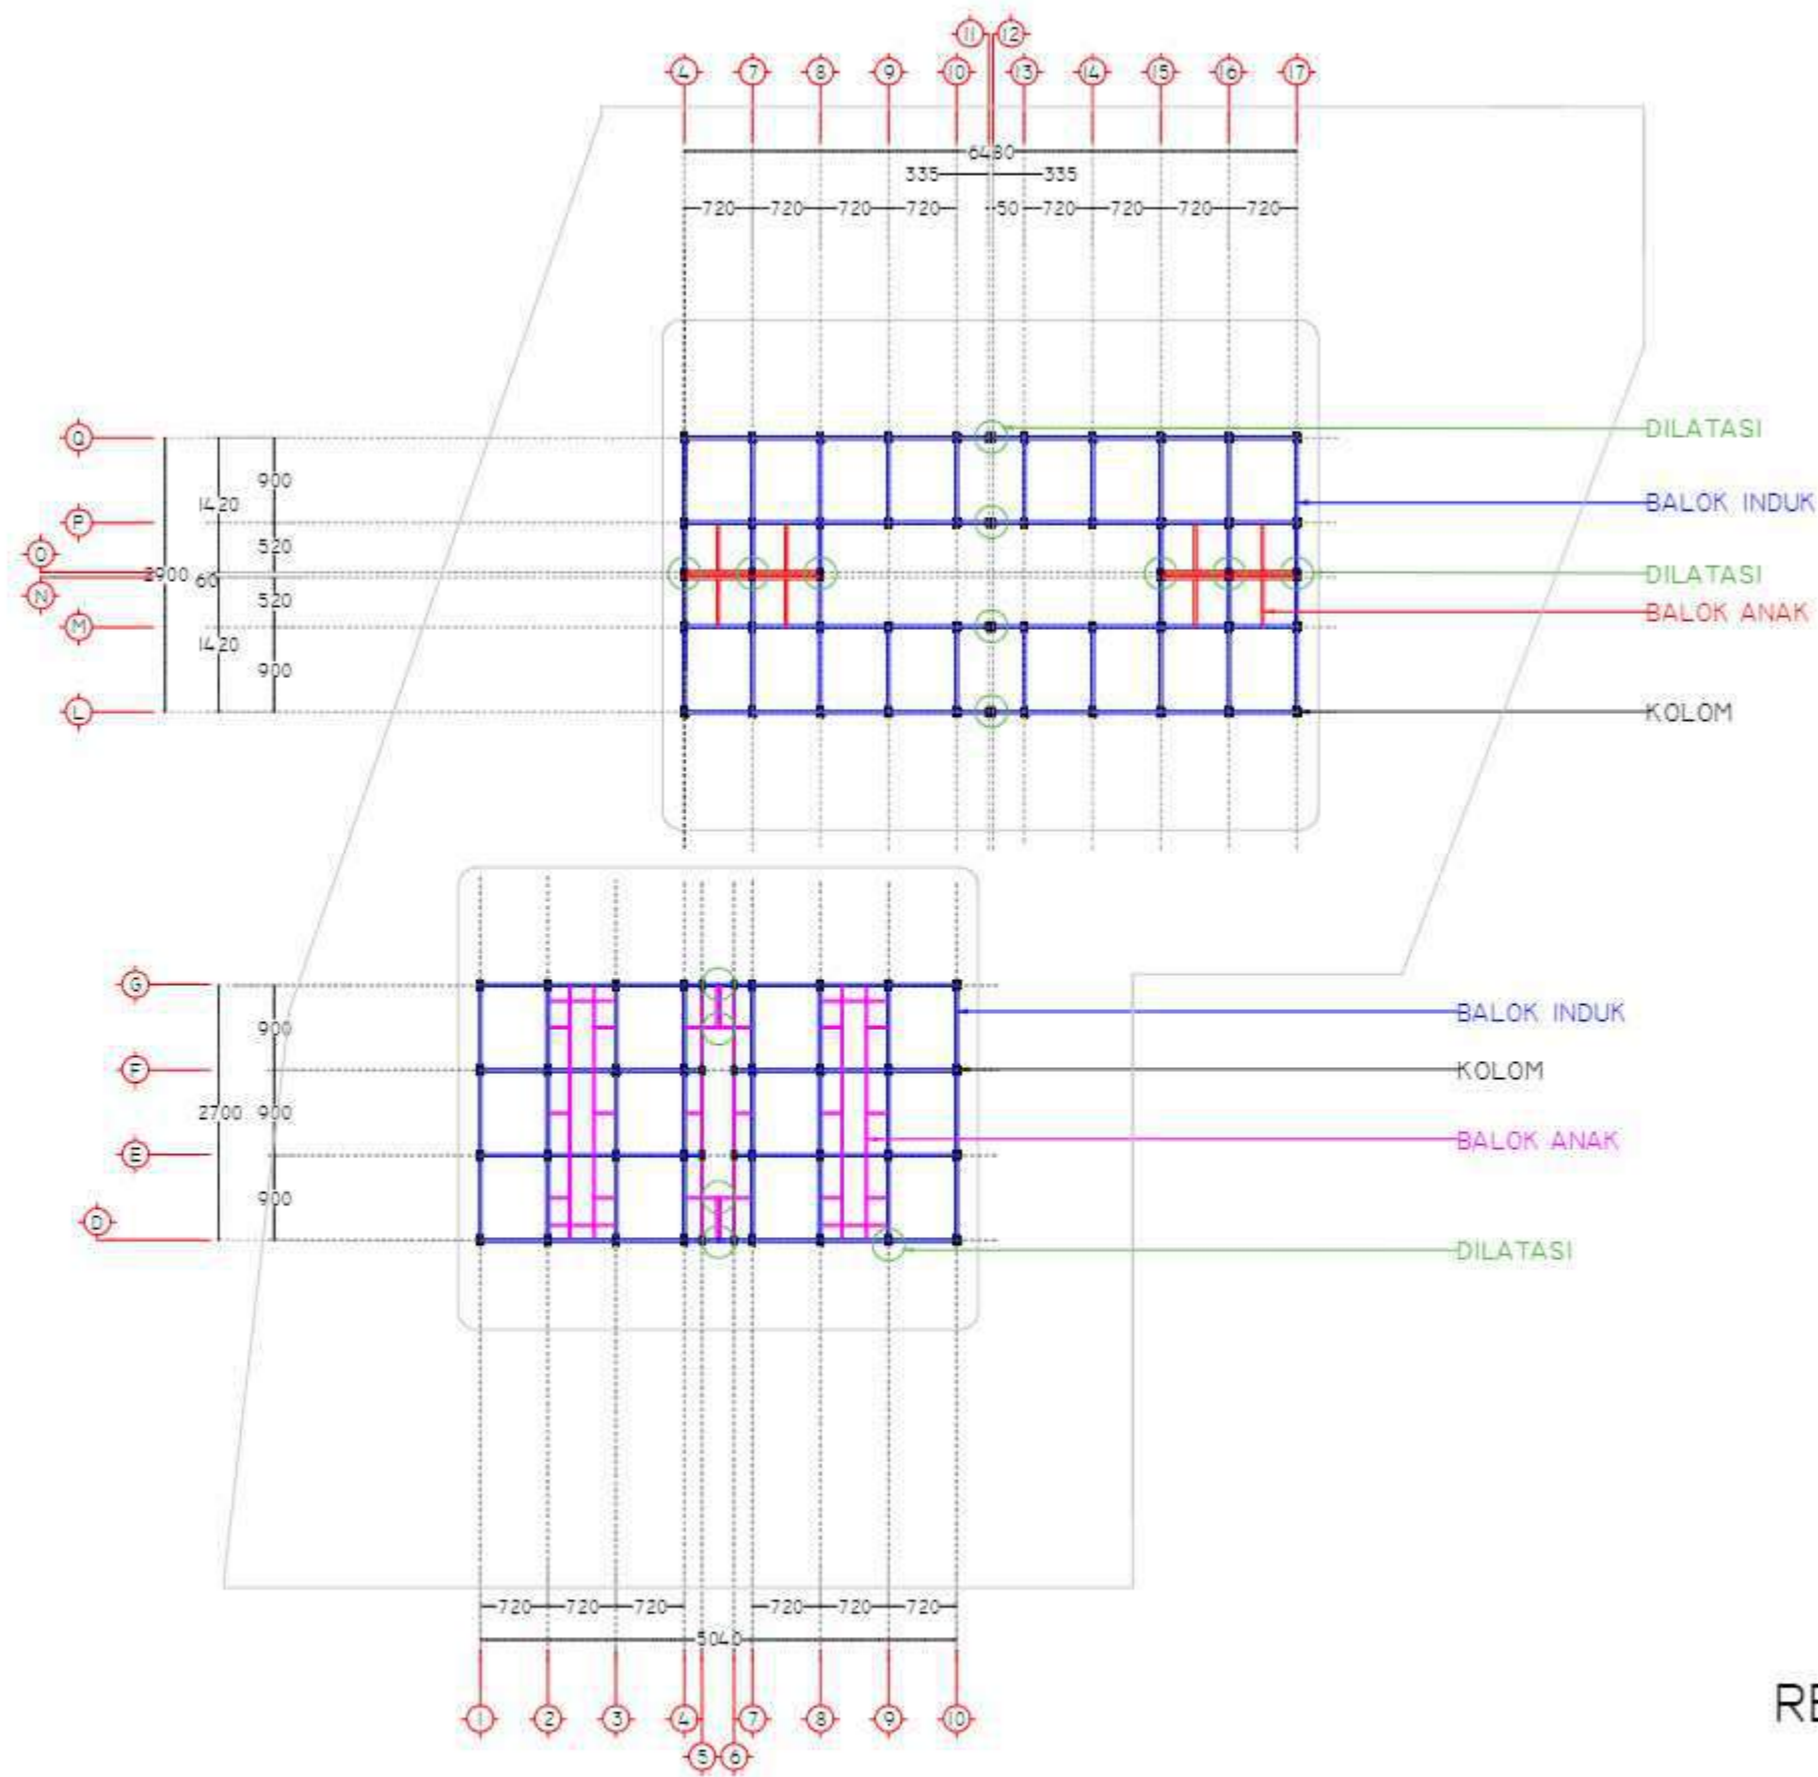 11 12
4 7 8 9 10 13 14 15 16 17
6480
335 335
720 720 720 720 50 720 720 720 720
Q
DILATASI
900
1420
BALOK INDUK
P
520
O
2900 60
DILATASI
N
520
BALOK ANAK
M
1420
900
L
KOLOM
G
BALOK INDUK
900
F
KOLOM
2700 900
BALOK ANAK
E
900
D
DILATASI
720 720 720 720 720 720
5040
1 2 3 4 7 8 9 10
5 6